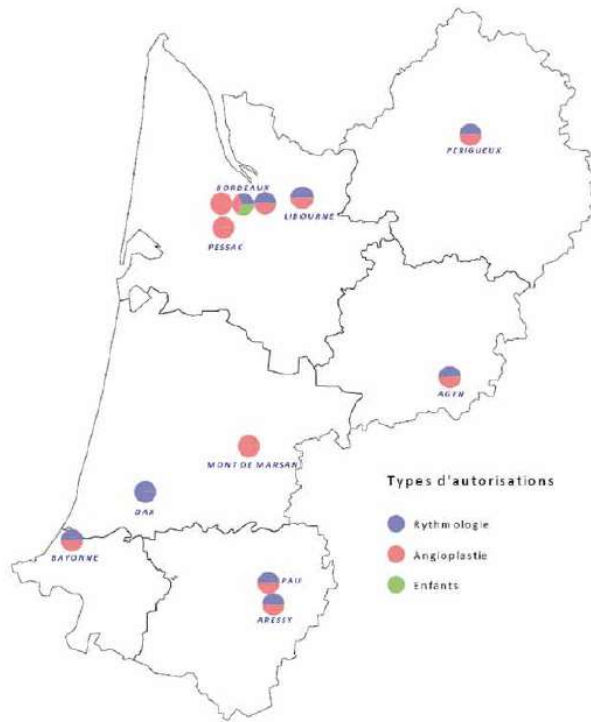 PERIGUEUX
BORDEAUX
LIBOURNE
PESSAC
AGEN
MONT DE MARSAN
DAX
BAYONNE
PAU
ARESSY
Types d'autorisations
Rythmologie
Angioplastie
Enfants